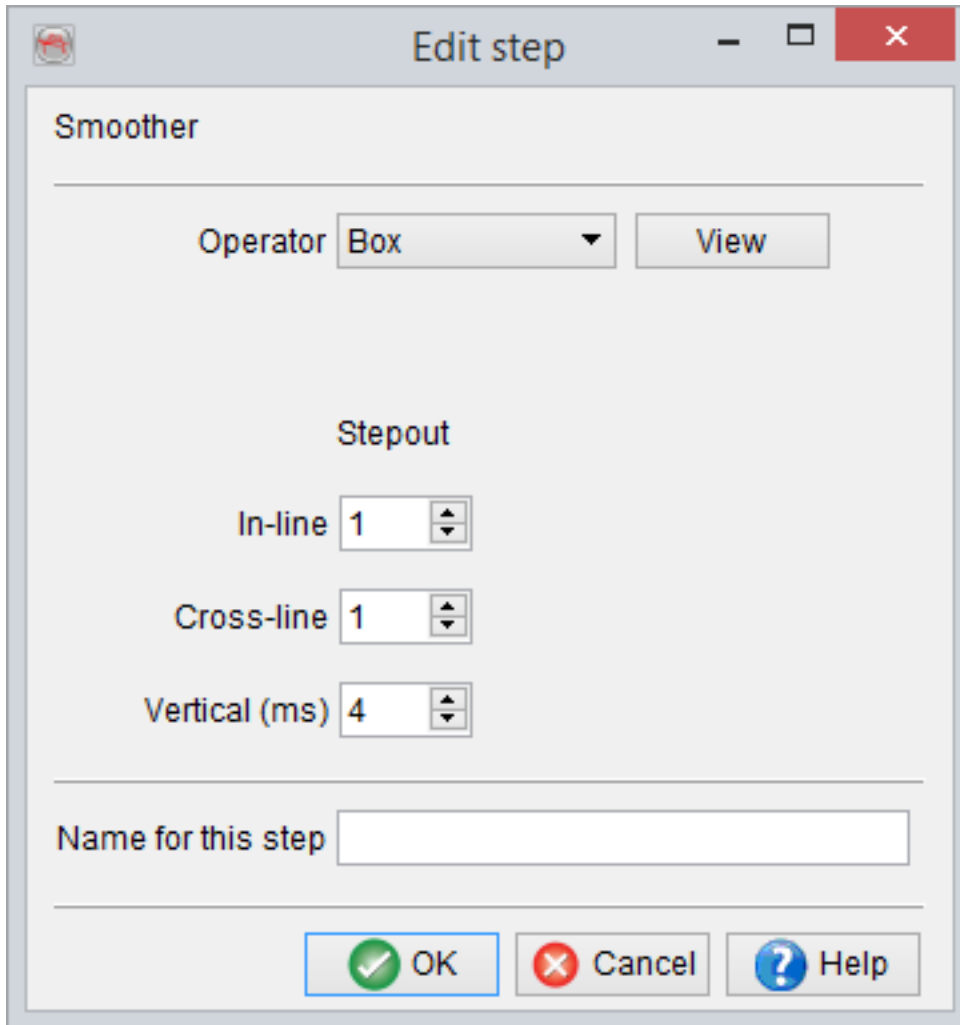 Edit step
Smoother
Operator Box View
Stepout
In-line 1
Cross-line 1
Vertical (ms) 4
Name for this step
OK Cancel Help